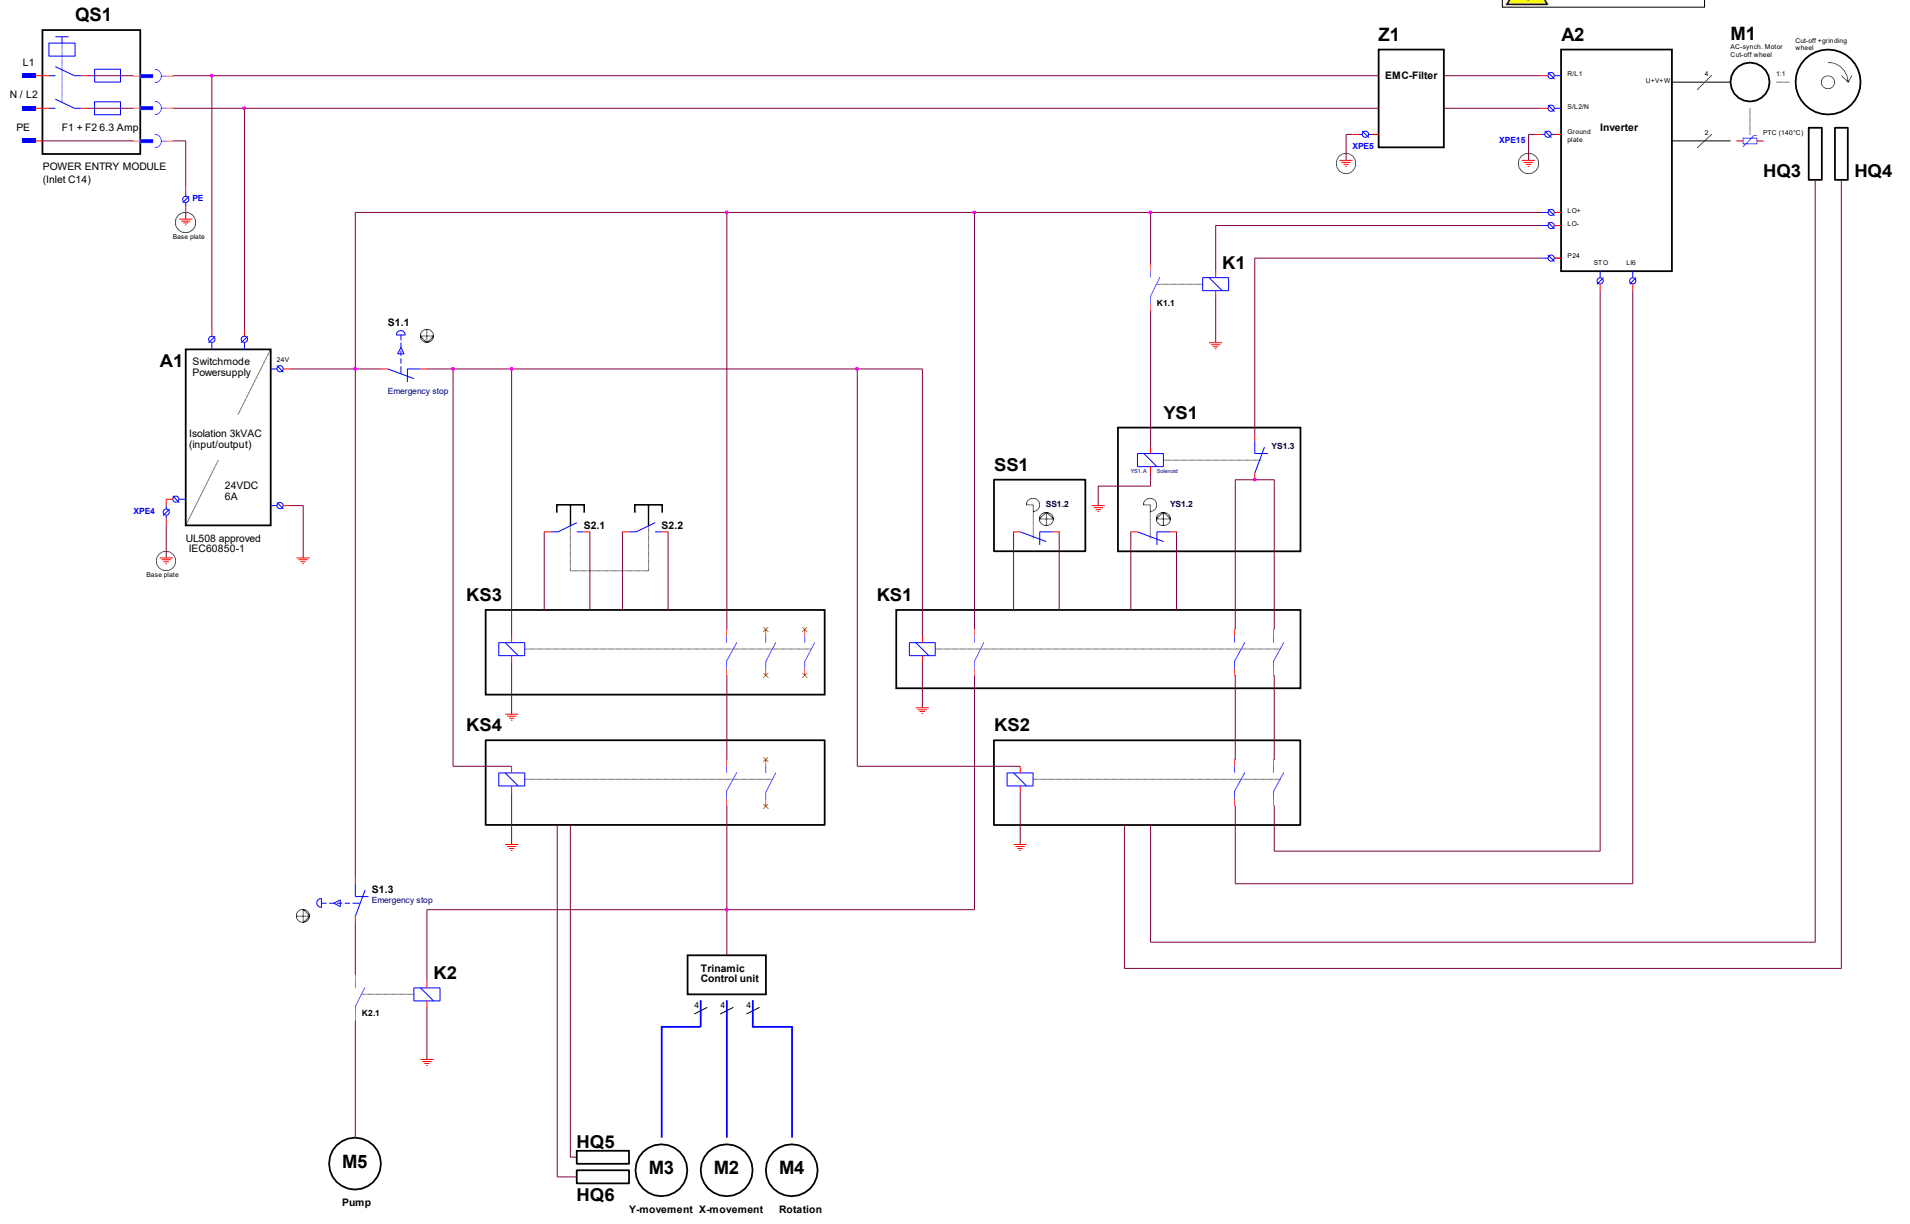 QS1
L1
N / L2
PE
F1 + F2 6.3 Amp
POWER ENTRY MODULE
(Inlet C14)
PE
Base plate
Z1
EMC-Filter
XPE5
A2
R/L1
S/L2/N
Ground
plate
Inverter
U+V+W
XPE15
LO+
LO-
P24
STO
LI6
4
2
M1
AC-synch. Motor
Cut-off wheel
1:1
Cut-off +grinding
wheel
PTC (140°C)
HQ3
HQ4
K1
K1.1
A1
Switchmode
Powersupply
24V
Isolation 3kVAC
(input/output)
24VDC
6A
XPE4
UL508 approved
IEC60850-1
Base plate
S1.1
Emergency stop
YS1
YS1.3
YS1.A
Solenoid
YS1.2
SS1
SS1.2
S2.1
S2.2
KS3
KS1
KS4
KS2
S1.3
Emergency stop
K2
K2.1
Trinamic
Control unit
4
4
4
HQ5
HQ6
M5
Pump
M3
M2
M4
Y-movement
X-movement
Rotation